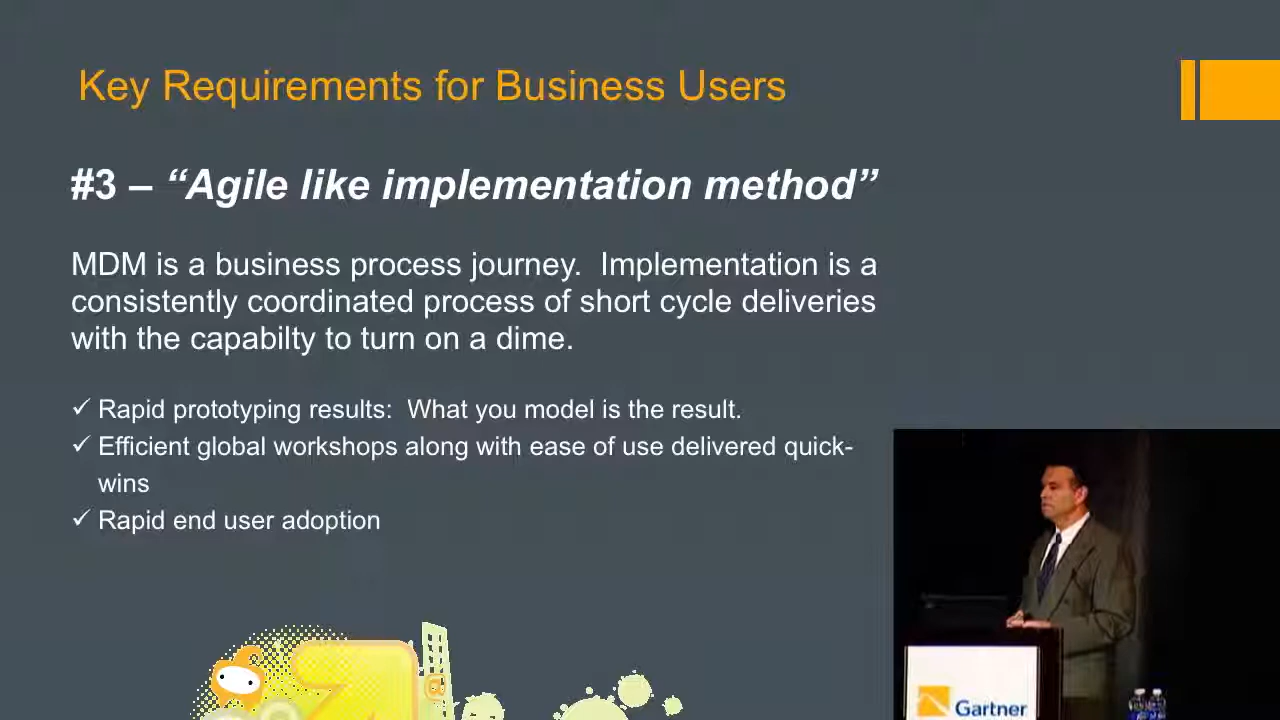 Key Requirements for Business Users
#3 – “Agile like implementation method”
MDM is a business process journey.  Implementation is a
consistently coordinated process of short cycle deliveries
with the capabilty to turn on a dime.
✓ Rapid prototyping results:  What you model is the result.
✓ Efficient global workshops along with ease of use delivered quick-
wins
✓ Rapid end user adoption
@
Gartner